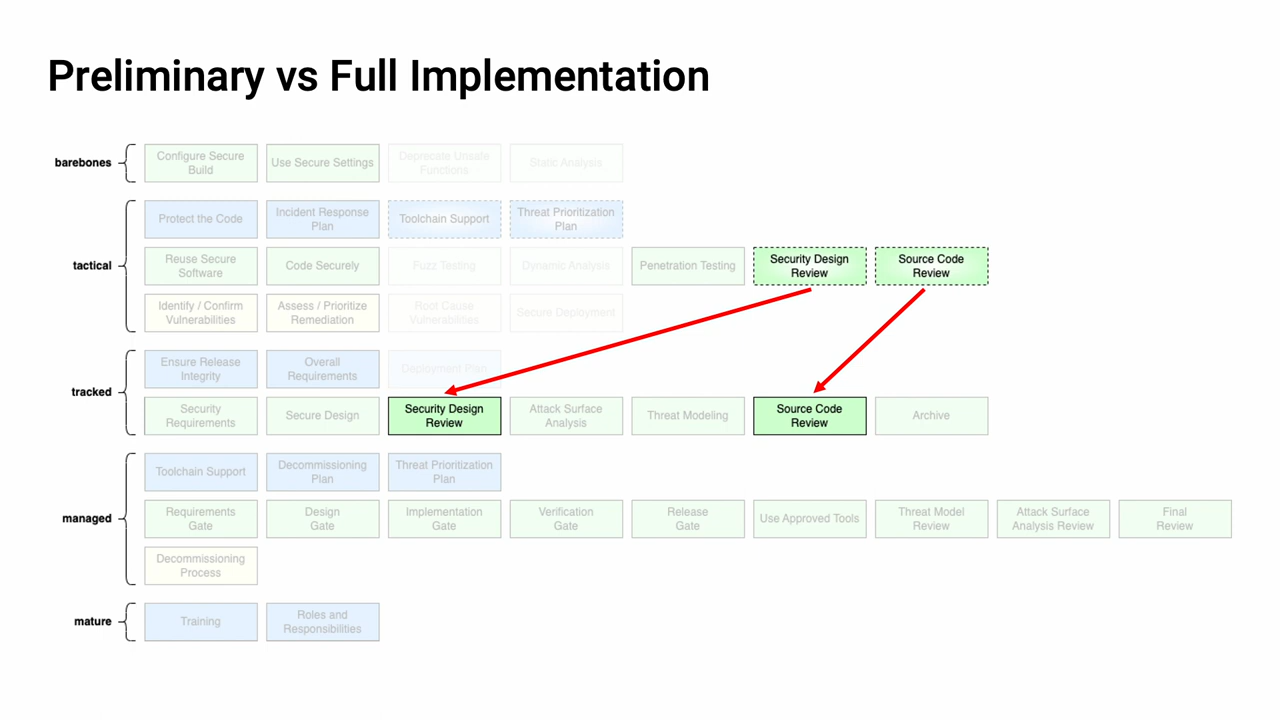 Preliminary vs Full Implementation
barebones
Configure Secure
Build
Use Secure Settings
Deprecate Unsafe
Functions
Static Analysis
tactical
Protect the Code
Incident Response
Plan
Toolchain Support
Threat Prioritization
Plan
Reuse Secure
Software
Code Securely
Fuzz Testing
Dynamic Analysis
Penetration Testing
Security Design
Review
Source Code
Review
Identify / Confirm
Vulnerabilities
Assess / Prioritize
Remediation
Root Cause
Vulnerabilities
Secure Deployment
tracked
Ensure Release
Integrity
Overall
Requirements
Deployment Plan
Security
Requirements
Secure Design
Security Design
Review
Attack Surface
Analysis
Threat Modeling
Source Code
Review
Archive
managed
Toolchain Support
Decommissioning
Plan
Threat Prioritization
Plan
Requirements
Gate
Design
Gate
Implementation
Gate
Verification
Gate
Release
Gate
Use Approved Tools
Threat Model
Review
Attack Surface
Analysis Review
Final
Review
Decommissioning
Process
mature
Training
Roles and
Responsibilities